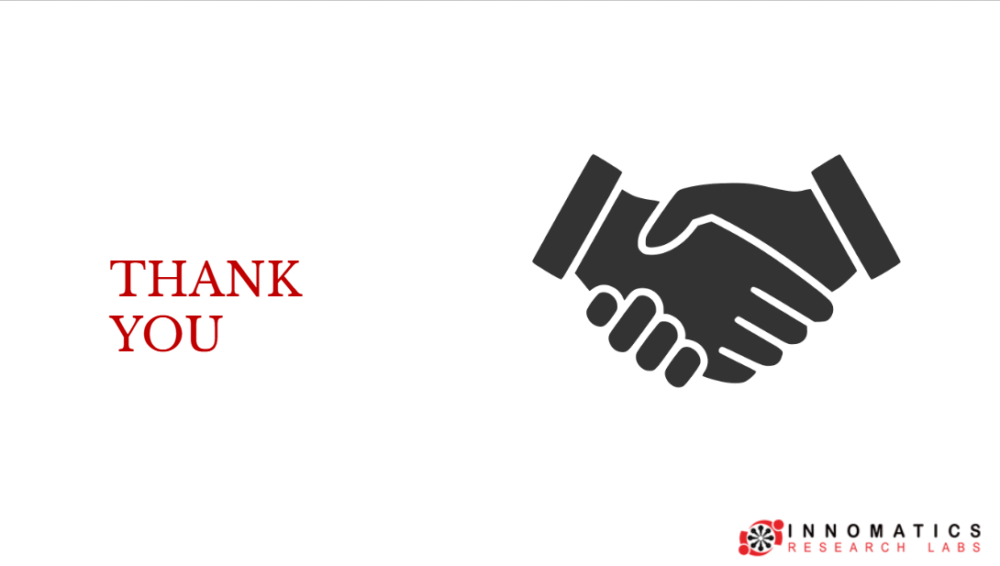 THANK
YOU
INNOMATICS
RESEARCH LABS